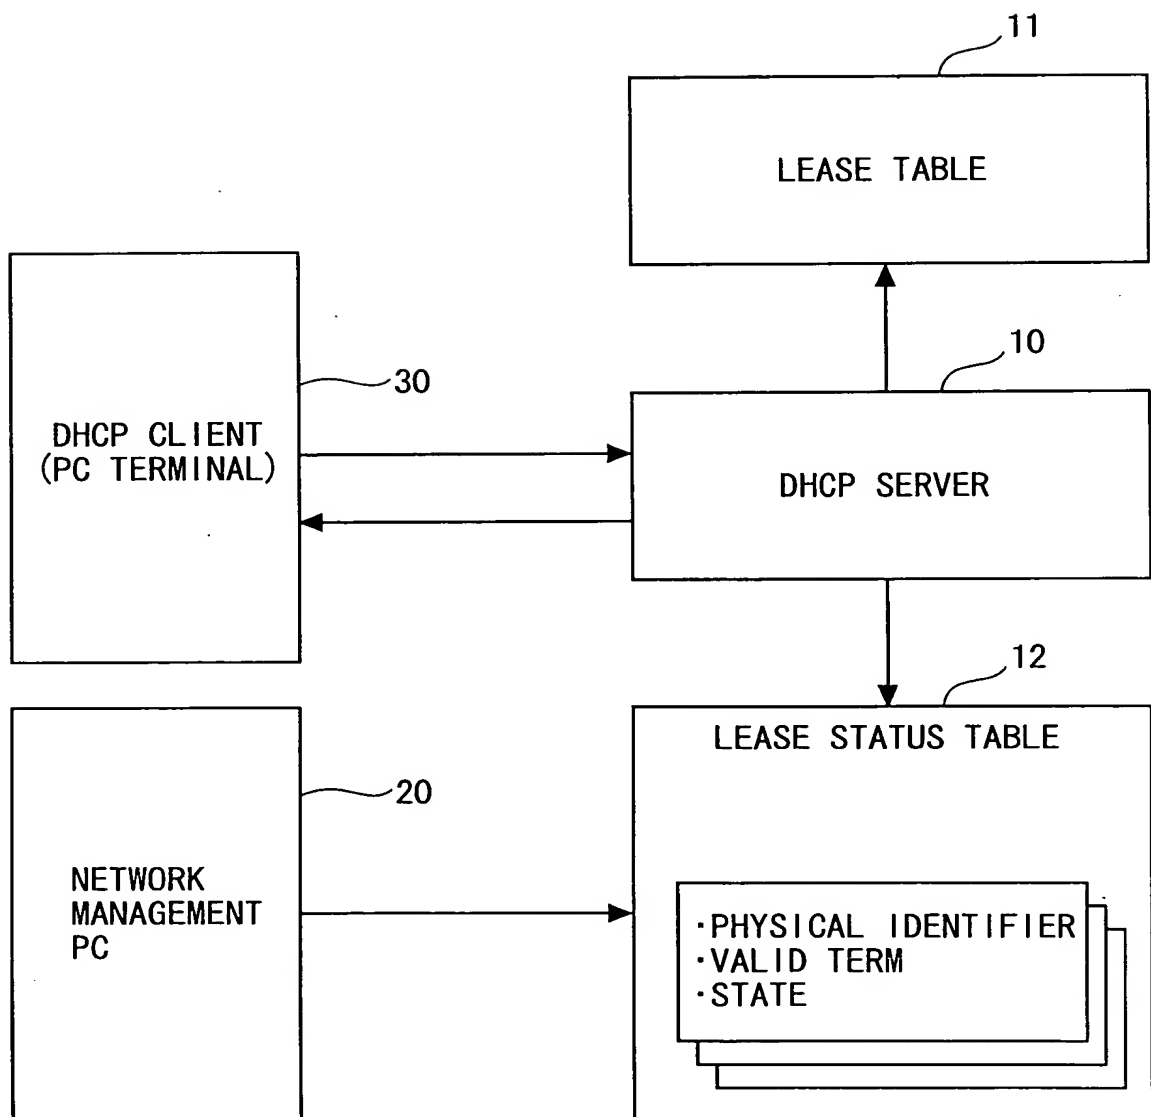 11
LEASE TABLE
10
30
DHCP CLIENT
(PC TERMINAL)
DHCP SERVER
12
LEASE STATUS TABLE
20
NETWORK
MANAGEMENT
PC
·PHYSICAL IDENTIFIER
·VALID TERM
·STATE